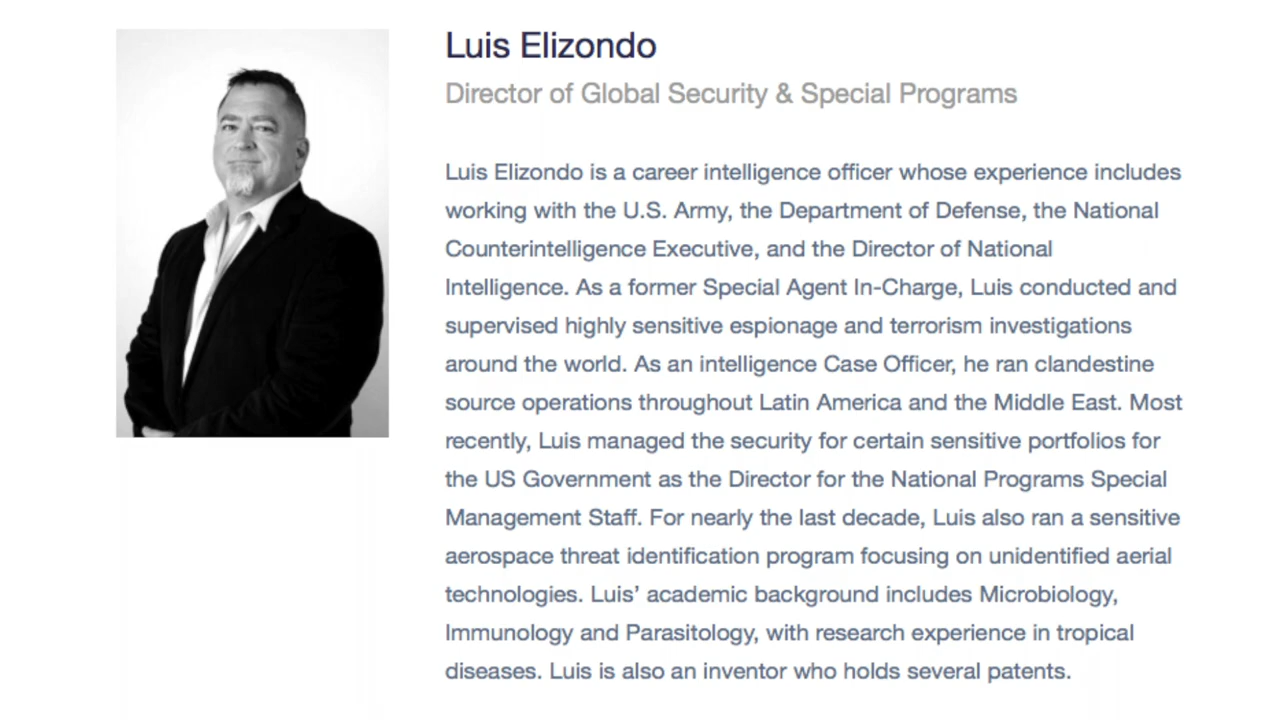 Luis Elizondo
Director of Global Security & Special Programs
Luis Elizondo is a career intelligence officer whose experience includes
working with the U.S. Army, the Department of Defense, the National
Counterintelligence Executive, and the Director of National
Intelligence. As a former Special Agent In-Charge, Luis conducted and
supervised highly sensitive espionage and terrorism investigations
around the world. As an intelligence Case Officer, he ran clandestine
source operations throughout Latin America and the Middle East. Most
recently, Luis managed the security for certain sensitive portfolios for
the US Government as the Director for the National Programs Special
Management Staff. For nearly the last decade, Luis also ran a sensitive
aerospace threat identification program focusing on unidentified aerial
technologies. Luis’ academic background includes Microbiology,
Immunology and Parasitology, with research experience in tropical
diseases. Luis is also an inventor who holds several patents.